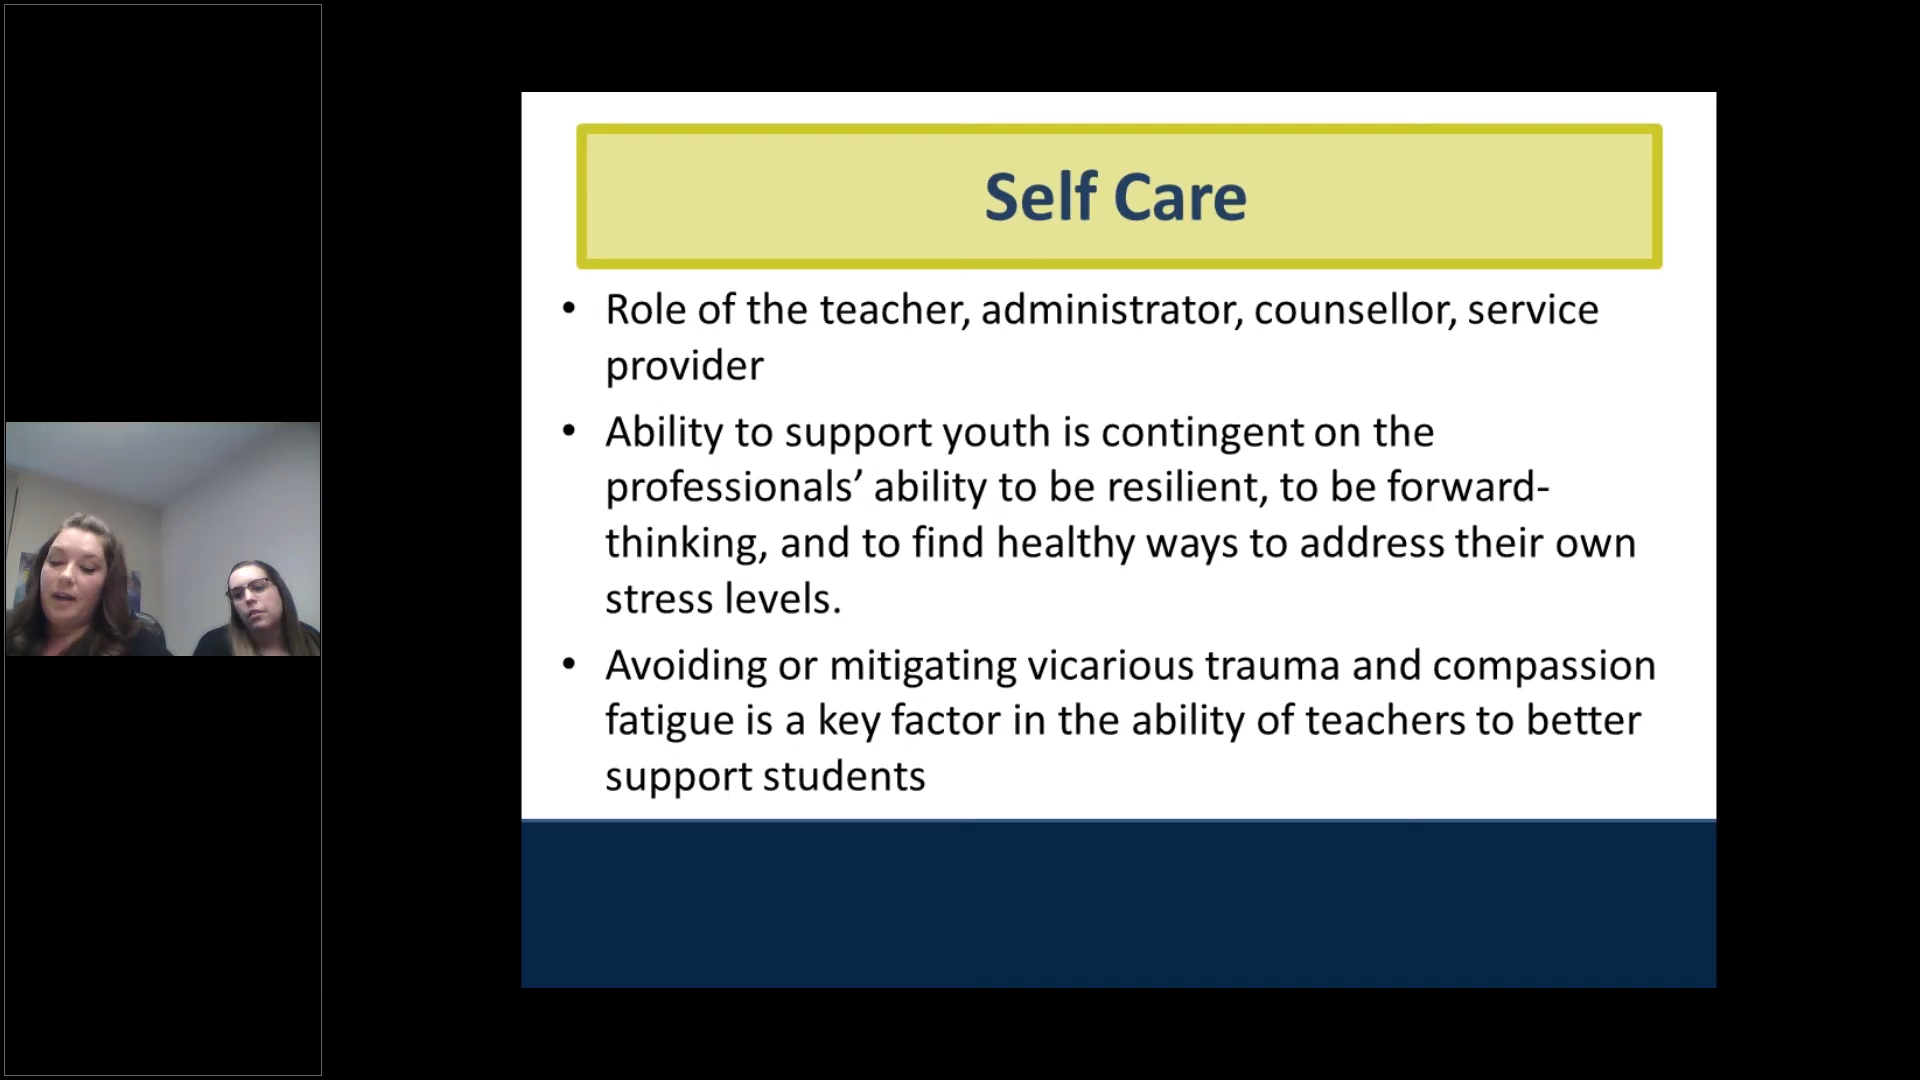 Self Care
• Role of the teacher, administrator, counsellor, service
provider
• Ability to support youth is contingent on the
professionals’ ability to be resilient, to be forward-
thinking, and to find healthy ways to address their own
stress levels.
• Avoiding or mitigating vicarious trauma and compassion
fatigue is a key factor in the ability of teachers to better
support students